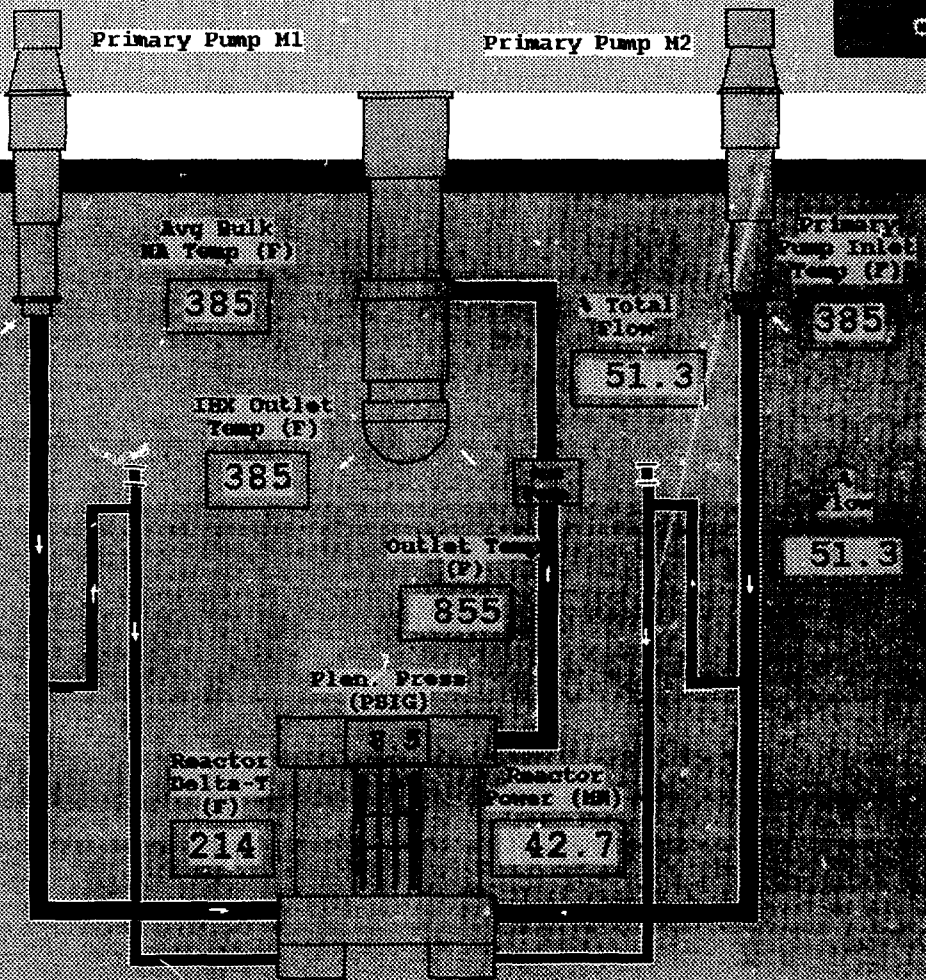 Primary Pump M1
Primary Pump M2
Avg Bulk
NA Temp (F)
385
Primary
Pump Inlet
Temp (F)
385
% Total
Flow
51.3
IHX Outlet
Temp (F)
385
51.3
Outlet Temp
(F)
855
Plen. Press
(PSIG)
8.5
Reactor
Delta-T
(F)
214
Reactor
Power (MW)
42.7